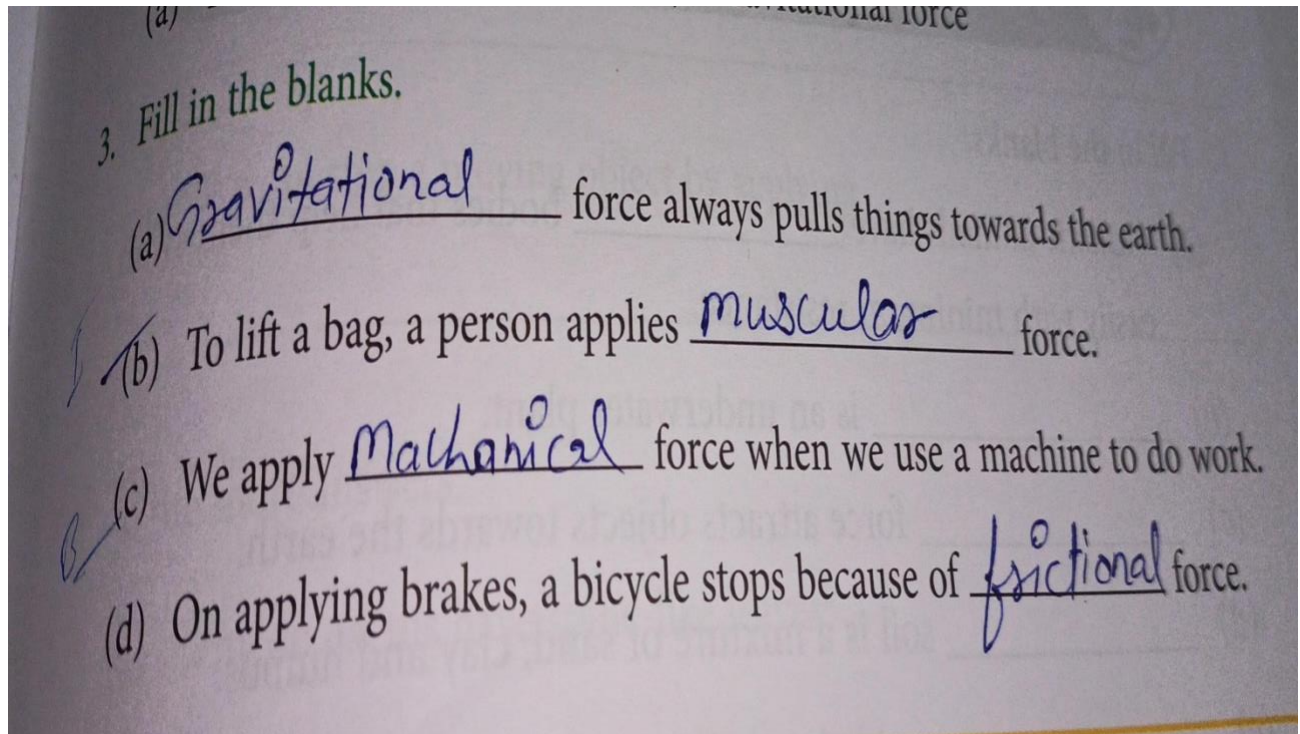 (a)
force
3. Fill in the blanks.
(a) Gravitational force always pulls things towards the earth.
(b) To lift a bag, a person applies muscular force.
(c) We apply Machanical force when we use a machine to do work.
(d) On applying brakes, a bicycle stops because of frictional force.